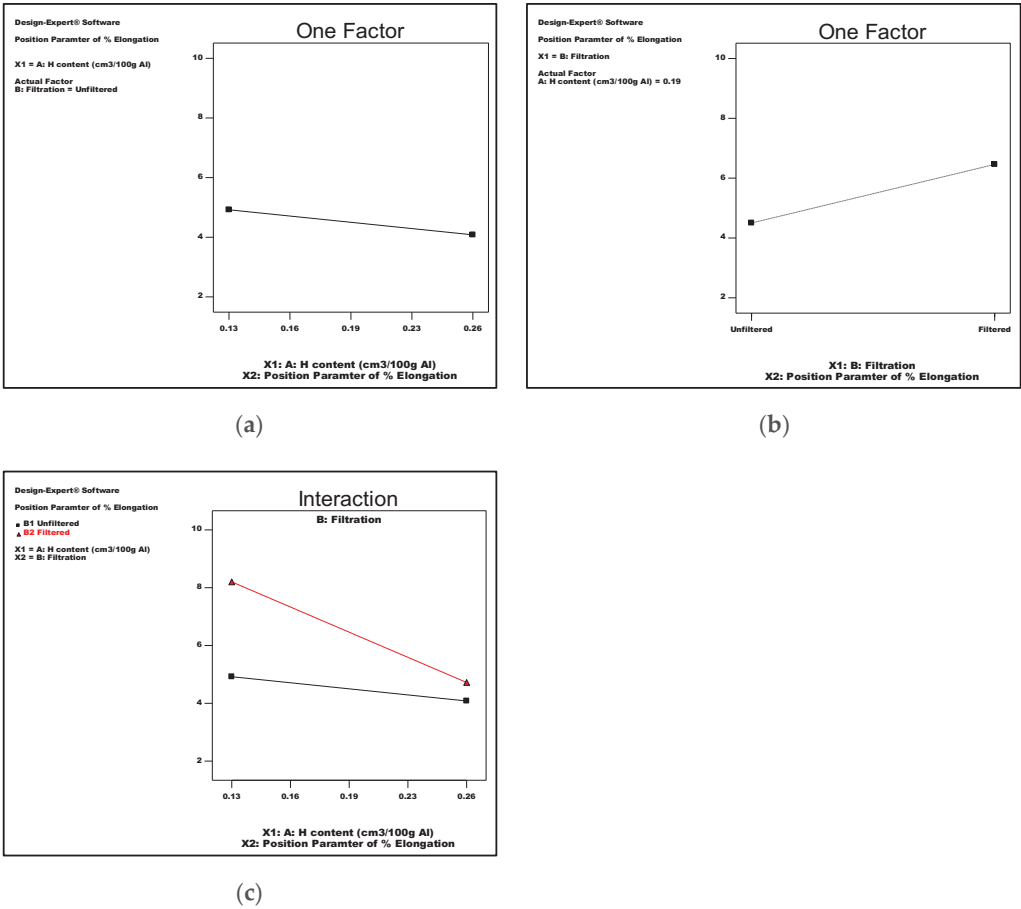 Design-Expert® Software
Position Paramter of % Elongation
X1 = A: H content (cm3/100g Al)
Actual Factor
B: Filtration = Unfiltered
One Factor
10
8
6
4
2
0.13 0.16 0.19 0.23 0.26
X1: A: H content (cm3/100g Al)
X2: Position Paramter of % Elongation
(a)
Design-Expert® Software
Position Paramter of % Elongation
X1 = B: Filtration
Actual Factor
A: H content (cm3/100g Al) = 0.19
One Factor
10
8
6
4
2
Unfiltered Filtered
X1: B: Filtration
X2: Position Paramter of % Elongation
(b)
Design-Expert® Software
Position Paramter of % Elongation
B1 Unfiltered
B2 Filtered
X1 = A: H content (cm3/100g Al)
X2 = B: Filtration
Interaction
B: Filtration
10
8
6
4
2
0.13 0.16 0.19 0.23 0.26
X1: A: H content (cm3/100g Al)
X2: Position Paramter of % Elongation
(c)